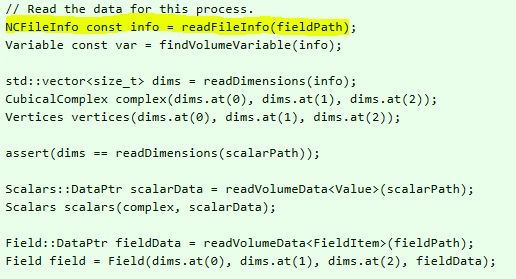 // Read the data for this process.
NCFileInfo const info = readFileInfo(fieldPath);
Variable const var = findVolumeVariable(info);
std::vector<size_t> dims = readDimensions(info);
CubicalComplex complex(dims.at(0), dims.at(1), dims.at(2));
Vertices vertices(dims.at(0), dims.at(1), dims.at(2));
assert(dims == readDimensions(scalarPath));
Scalars::DataPtr scalarData = readVolumeData<Value>(scalarPath);
Scalars scalars(complex, scalarData);
Field::DataPtr fieldData = readVolumeData<FieldItem>(fieldPath);
Field field = Field(dims.at(0), dims.at(1), dims.at(2), fieldData);